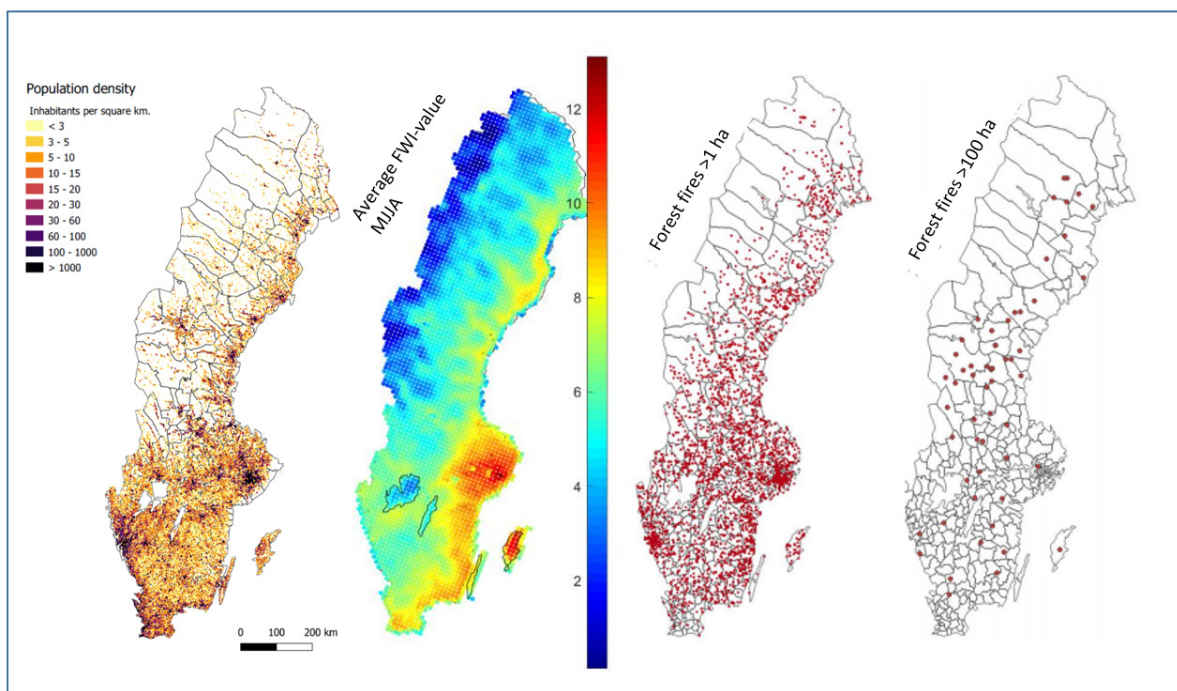 Population density
Inhabitants per square km.
< 3
3 - 5
5 - 10
10 - 15
15 - 20
20 - 30
30 - 60
60 - 100
100 - 1000
> 1000
0 100 200 km
Average FWI-value
MJJA
12
10
8
6
4
2
Forest fires >1 ha
Forest fires >100 ha